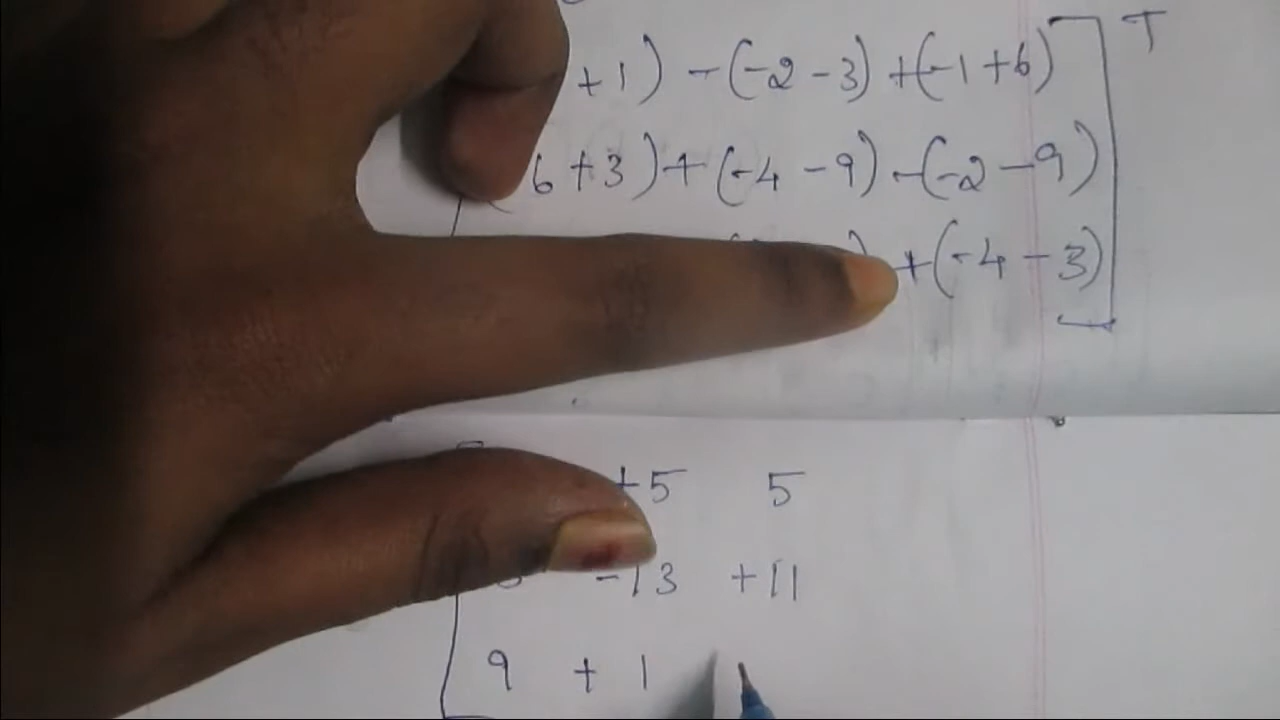 + 1) - (-2 - 3) + (-1 + 6) ] T
6 + 3) + (-4 - 9) - (-2 - 9)
+ (-4 - 3)
+5 5
-13 +11
9 + 1